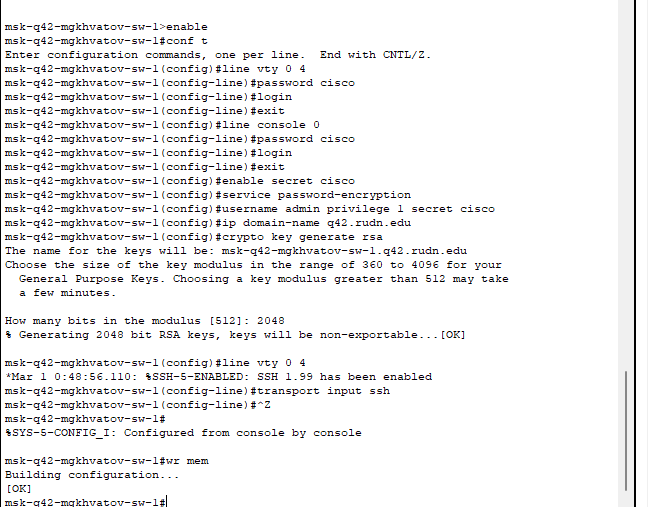 msk-q42-mgkhvatov-sw-1>enable
msk-q42-mgkhvatov-sw-1#conf t
Enter configuration commands, one per line.  End with CNTL/Z.
msk-q42-mgkhvatov-sw-1(config)#line vty 0 4
msk-q42-mgkhvatov-sw-1(config-line)#password cisco
msk-q42-mgkhvatov-sw-1(config-line)#login
msk-q42-mgkhvatov-sw-1(config-line)#exit
msk-q42-mgkhvatov-sw-1(config)#line console 0
msk-q42-mgkhvatov-sw-1(config-line)#password cisco
msk-q42-mgkhvatov-sw-1(config-line)#login
msk-q42-mgkhvatov-sw-1(config-line)#exit
msk-q42-mgkhvatov-sw-1(config)#enable secret cisco
msk-q42-mgkhvatov-sw-1(config)#service password-encryption
msk-q42-mgkhvatov-sw-1(config)#username admin privilege 1 secret cisco
msk-q42-mgkhvatov-sw-1(config)#ip domain-name q42.rudn.edu
msk-q42-mgkhvatov-sw-1(config)#crypto key generate rsa
The name for the keys will be: msk-q42-mgkhvatov-sw-1.q42.rudn.edu
Choose the size of the key modulus in the range of 360 to 4096 for your
  General Purpose Keys. Choosing a key modulus greater than 512 may take
  a few minutes.
How many bits in the modulus [512]: 2048
% Generating 2048 bit RSA keys, keys will be non-exportable...[OK]
msk-q42-mgkhvatov-sw-1(config)#line vty 0 4
*Mar 1 0:48:56.110: %SSH-5-ENABLED: SSH 1.99 has been enabled
msk-q42-mgkhvatov-sw-1(config-line)#transport input ssh
msk-q42-mgkhvatov-sw-1(config-line)#^Z
msk-q42-mgkhvatov-sw-1#
%SYS-5-CONFIG_I: Configured from console by console
msk-q42-mgkhvatov-sw-1#wr mem
Building configuration...
[OK]
msk-q42-mgkhvatov-sw-1#